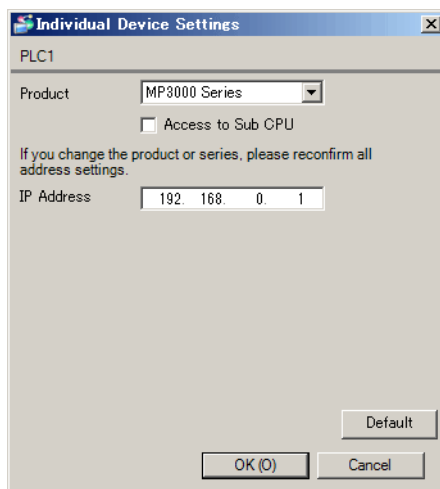 Individual Device Settings
PLC1
Product MP3000 Series
Access to Sub CPU
If you change the product or series, please reconfirm all
address settings.
IP Address 192. 168. 0. 1
Default
OK (O) Cancel